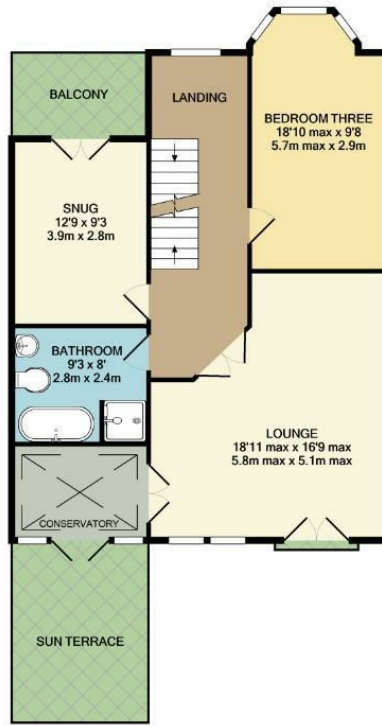 BALCONY
LANDING
BEDROOM THREE
18'10 max x 9'8
5.7m max x 2.9m
SNUG
12'9 x 9'3
3.9m x 2.8m
BATHROOM
9'3 x 8'
2.8m x 2.4m
LOUNGE
18'11 max x 16'9 max
5.8m max x 5.1m max
CONSERVATORY
SUN TERRACE